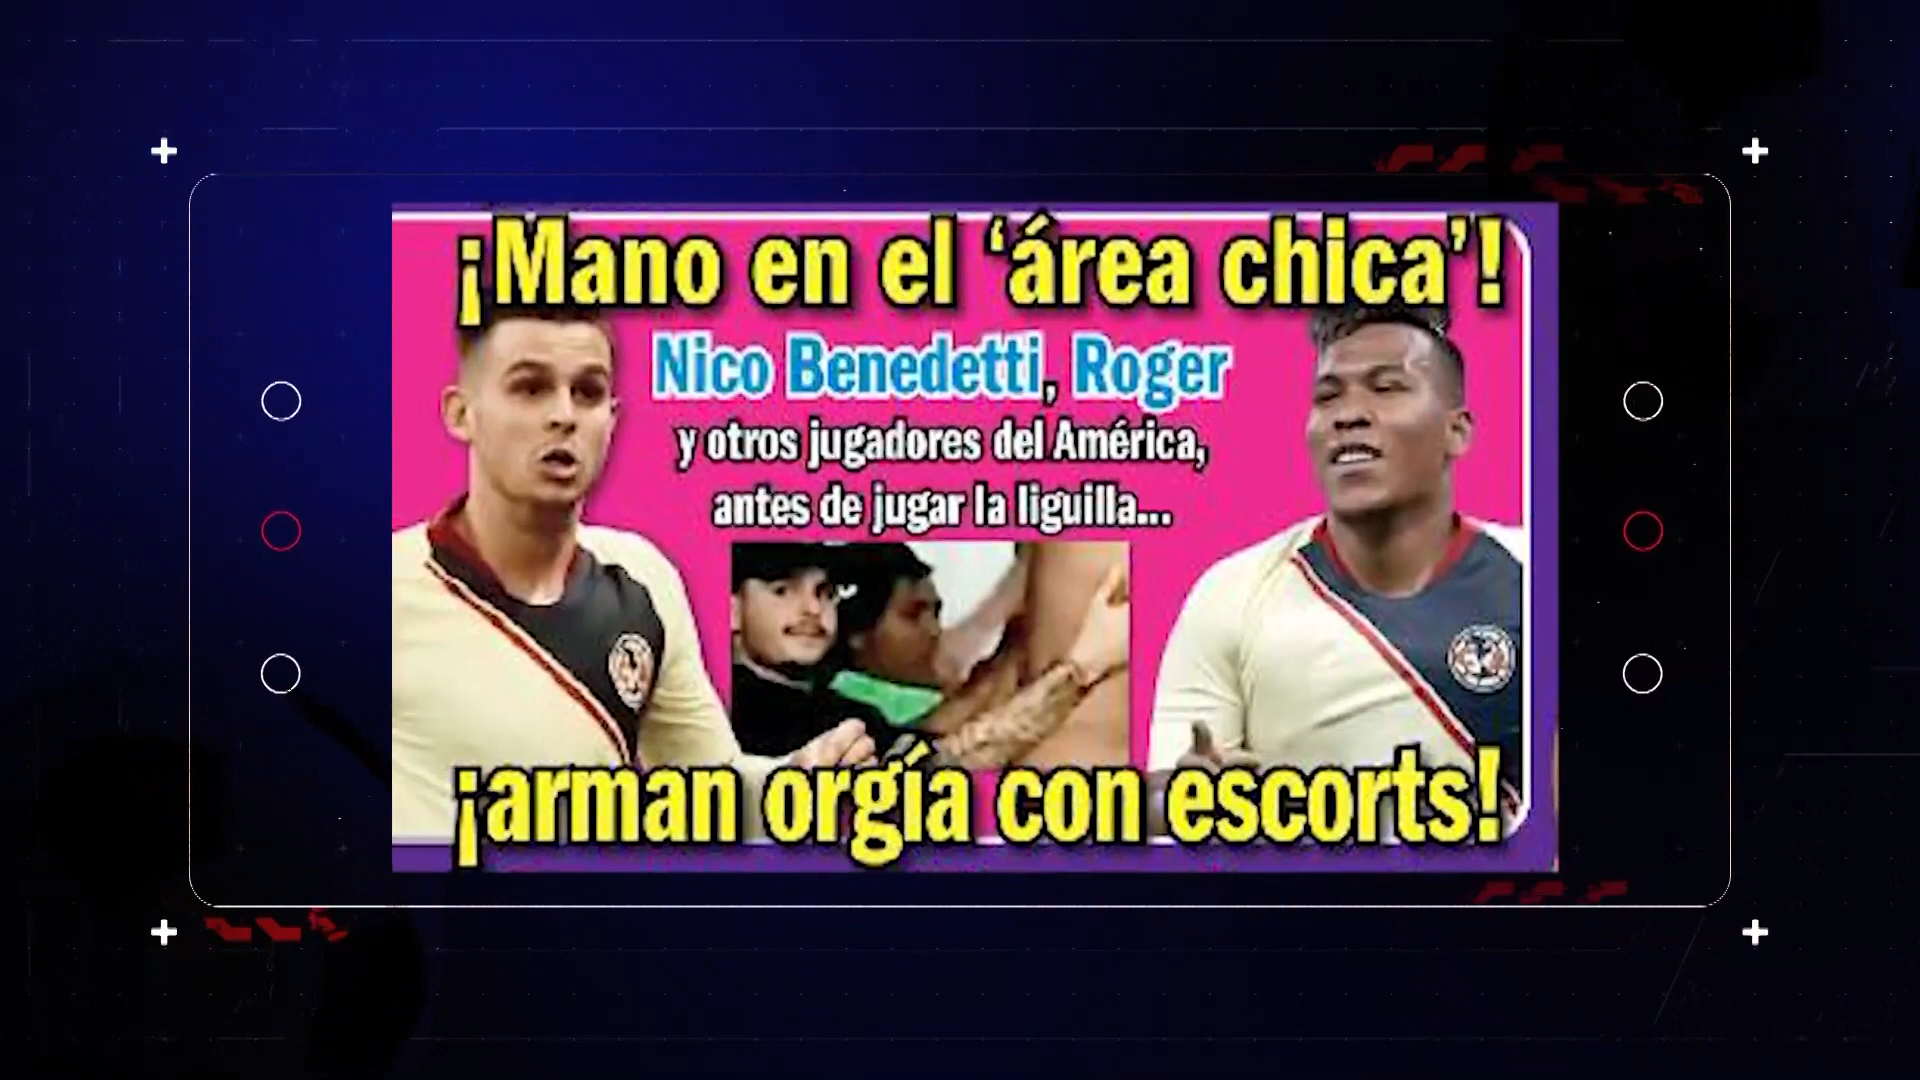 ¡Mano en el ‘área chica’!
Nico Benedetti, Roger
y otros jugadores del América,
antes de jugar la liguilla...
¡arman orgía con escorts!